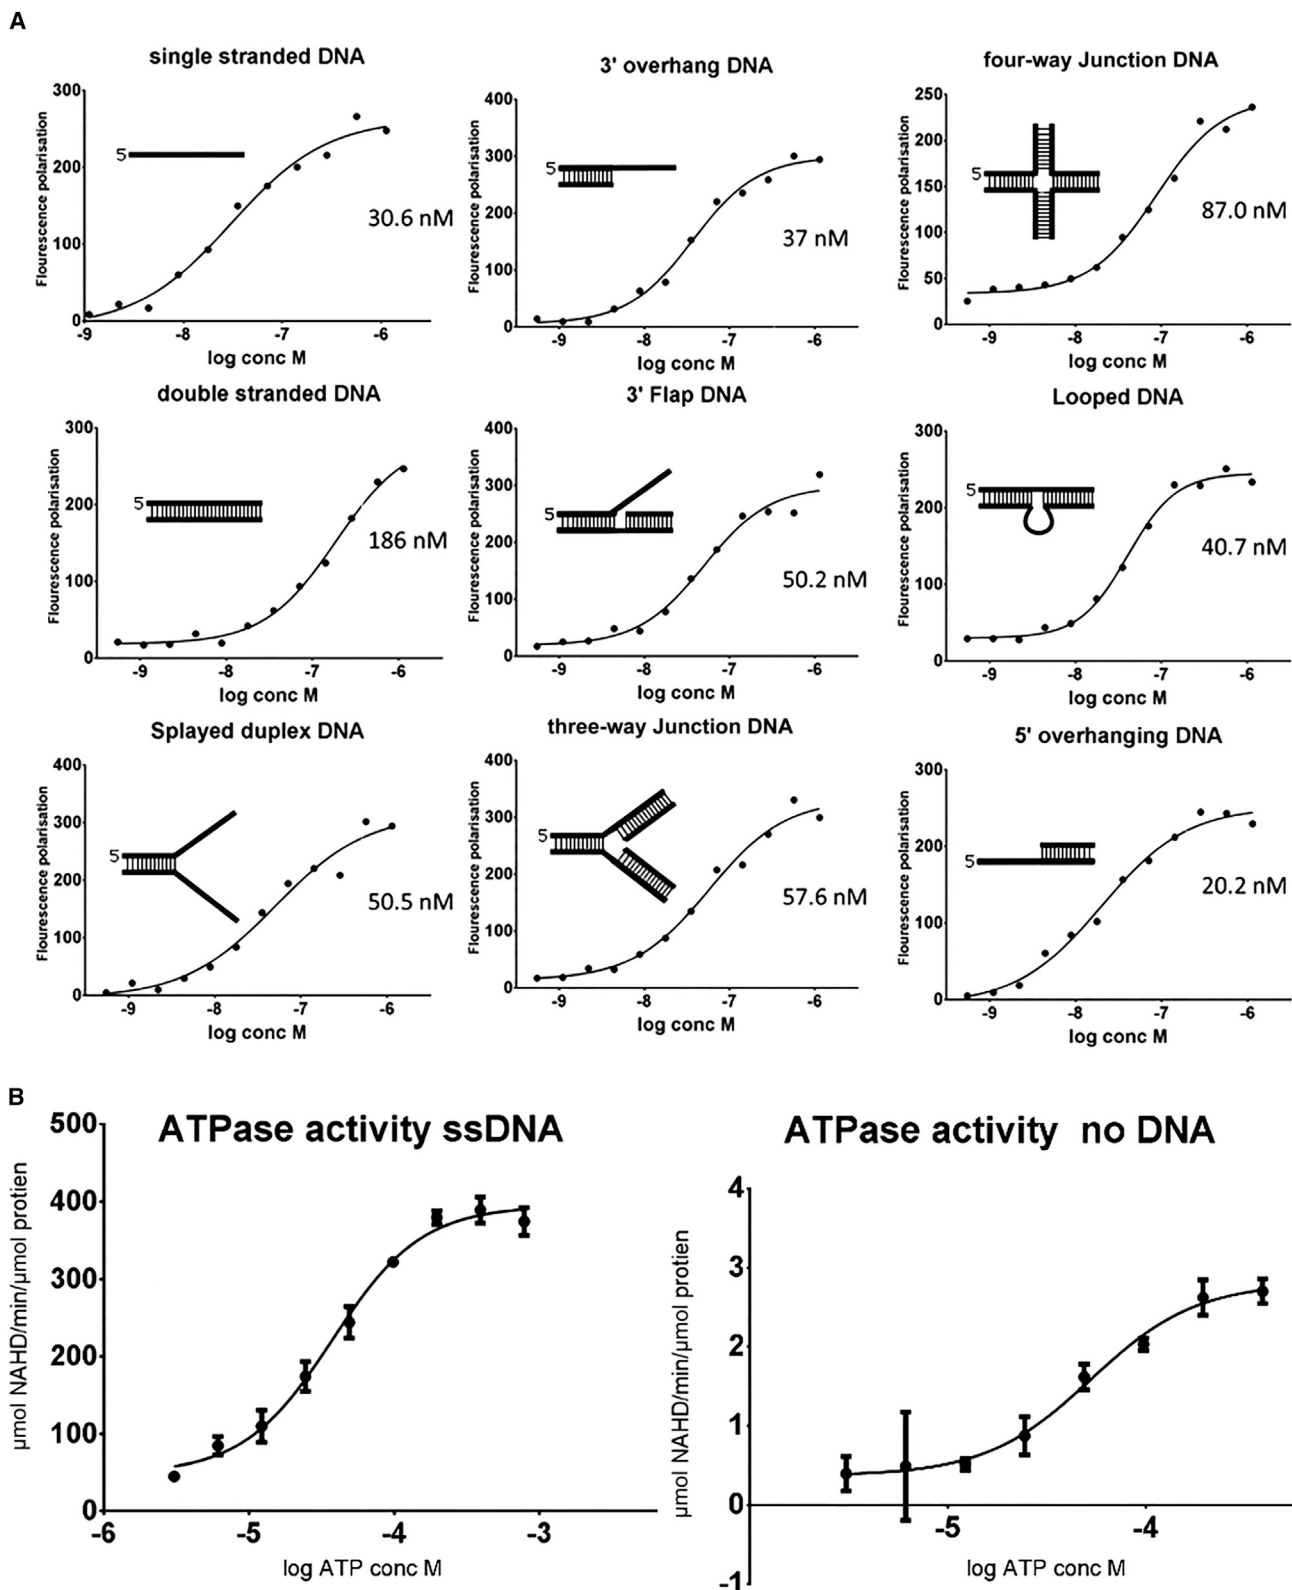 A
single stranded DNA
Flourescence polarisation
300
200
100
0
5
30.6 nM
-9 -8 -7 -6
log conc M
3' overhang DNA
Flourescence polarisation
400
300
200
100
0
5
37 nM
-9 -8 -7 -6
log conc M
four-way Junction DNA
Flourescence polarisation
250
200
150
100
50
0
5
87.0 nM
-9 -8 -7 -6
log conc M
double stranded DNA
Flourescence polarisation
300
200
100
0
5
186 nM
-9 -8 -7 -6
log conc M
3' Flap DNA
Flourescence polarisation
400
300
200
100
0
5
50.2 nM
-9 -8 -7 -6
log conc M
Looped DNA
Flourescence polarisation
300
200
100
0
5
40.7 nM
-9 -8 -7 -6
log conc M
Splayed duplex DNA
Flourescence polarisation
400
300
200
100
0
5
50.5 nM
-9 -8 -7 -6
log conc M
three-way Junction DNA
Flourescence polarisation
400
300
200
100
0
5
57.6 nM
-9 -8 -7 -6
log conc M
5' overhanging DNA
Flourescence polarisation
300
200
100
0
5
20.2 nM
-9 -8 -7 -6
log conc M
B
ATPase activity ssDNA
µmol NAHD/min/µmol protien
500
400
300
200
100
0
-6 -5 -4 -3
log ATP conc M
ATPase activity no DNA
µmol NAHD/min/µmol protien
4
3
2
1
0
-1
-5 -4
log ATP conc M